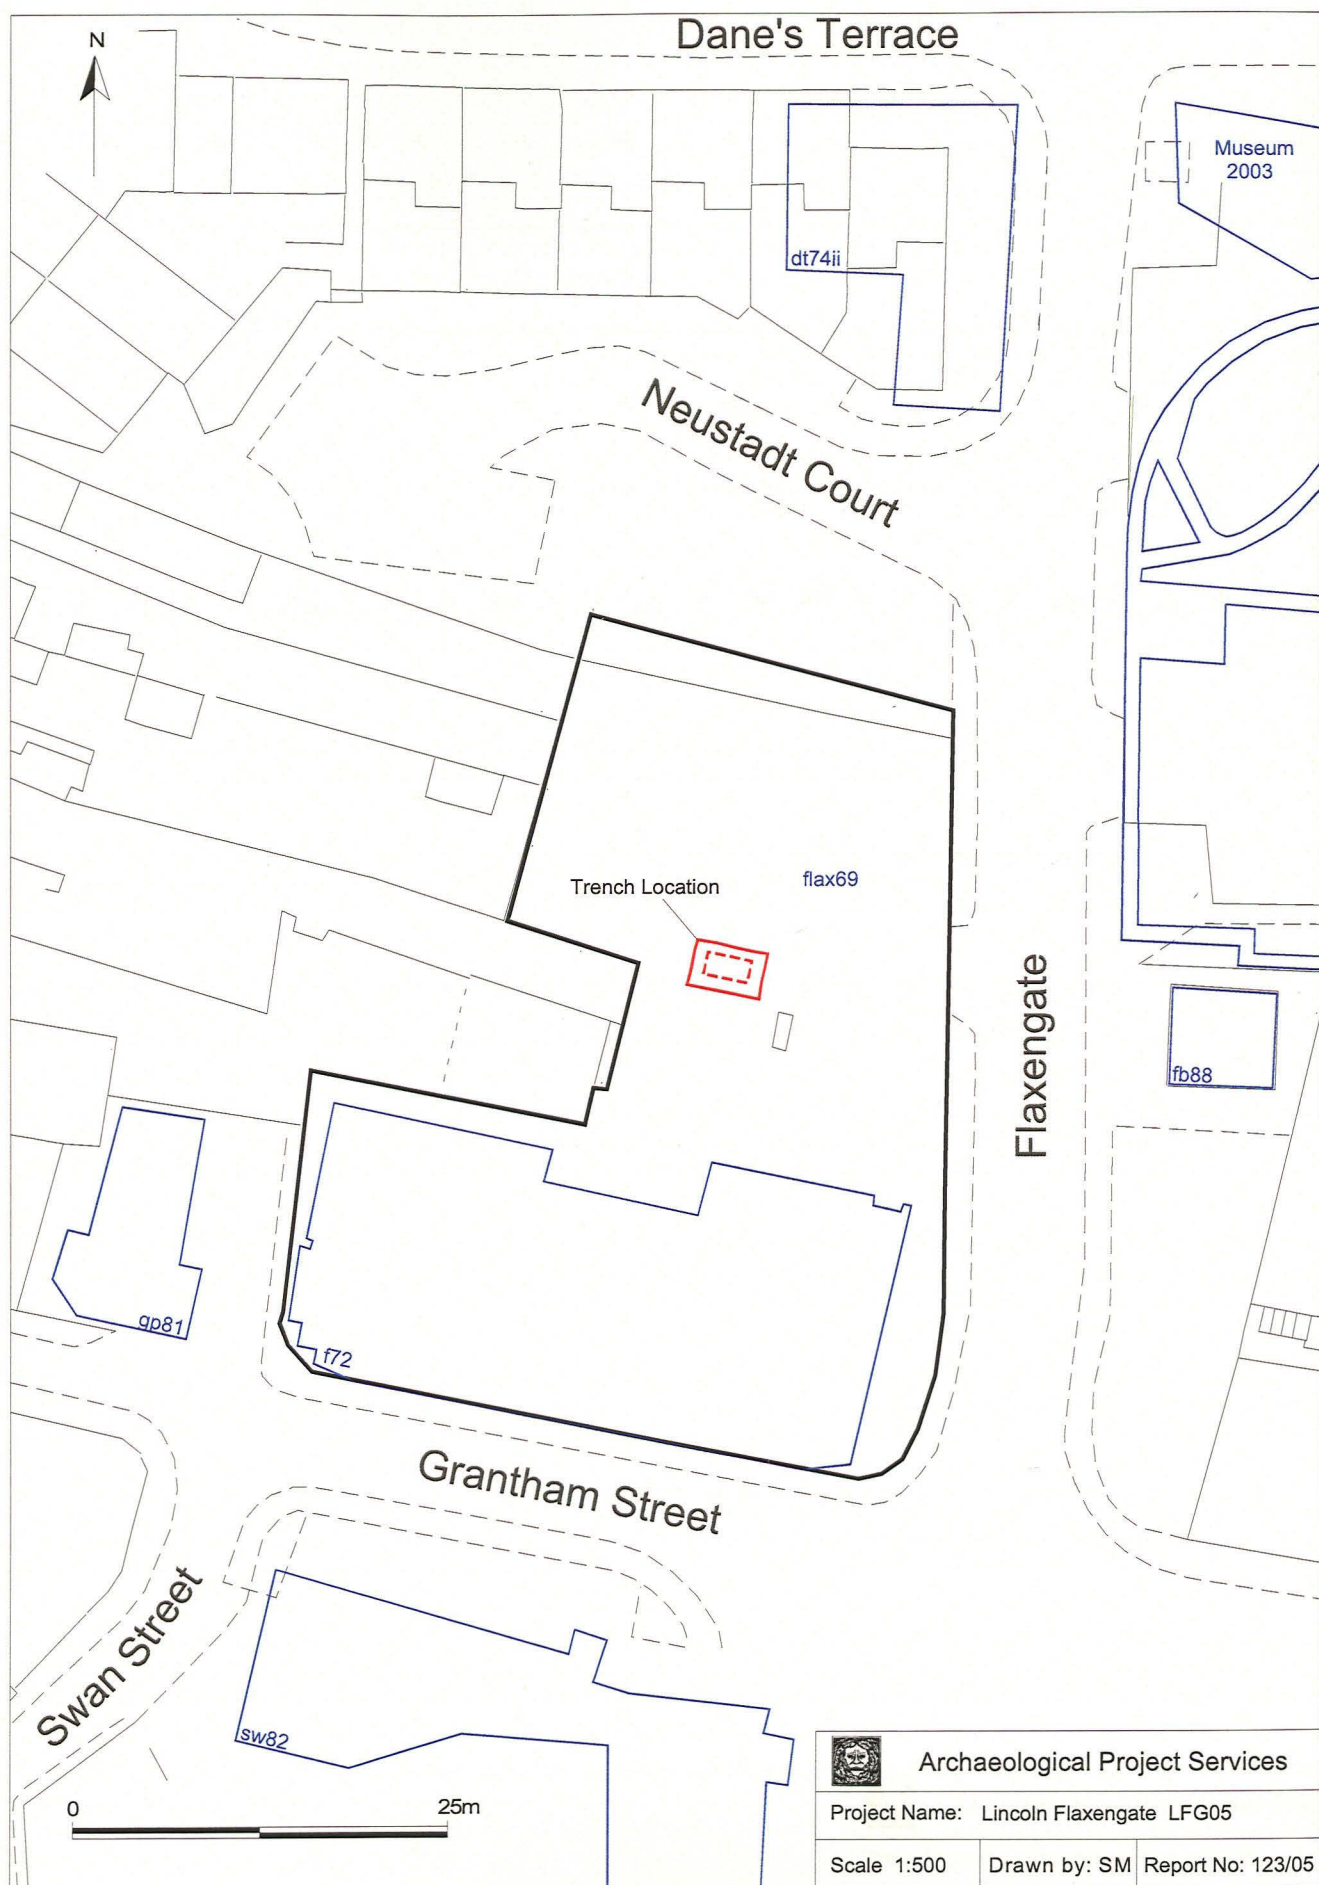 Dane's Terrace
N
Museum
2003
dt74ii
Neustadt Court
Trench Location
flax69
Flaxengate
fb88
gp81
f72
Grantham Street
Swan Street
sw82
0 25m
Archaeological Project Services
Project Name: Lincoln Flaxengate LFG05
Scale 1:500 Drawn by: SM Report No: 123/05